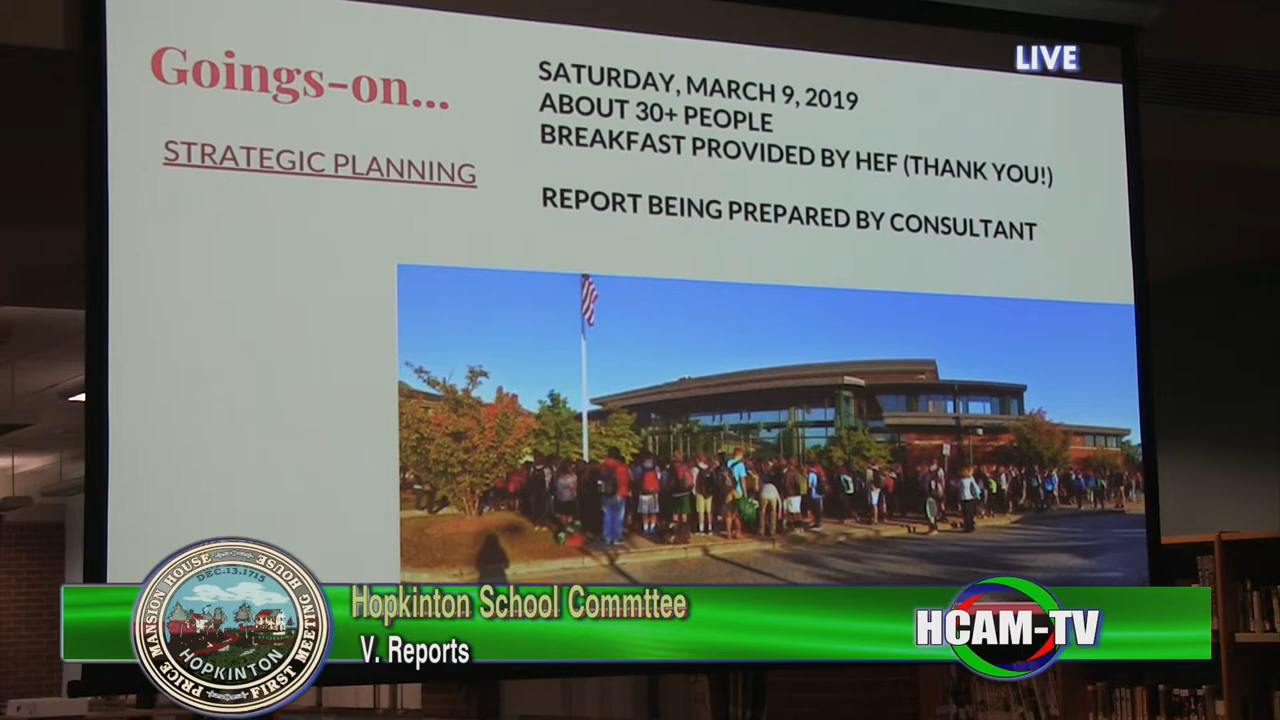 LIVE
Goings-on...
STRATEGIC PLANNING
SATURDAY, MARCH 9, 2019
ABOUT 30+ PEOPLE
BREAKFAST PROVIDED BY HEF (THANK YOU!)
REPORT BEING PREPARED BY CONSULTANT
PRICE MANSION HOUSE HOUSE FIRST MEETING
DEC.13.1715
HOPKINTON
Hopkinton School Commttee
V. Reports
HCAM-TV